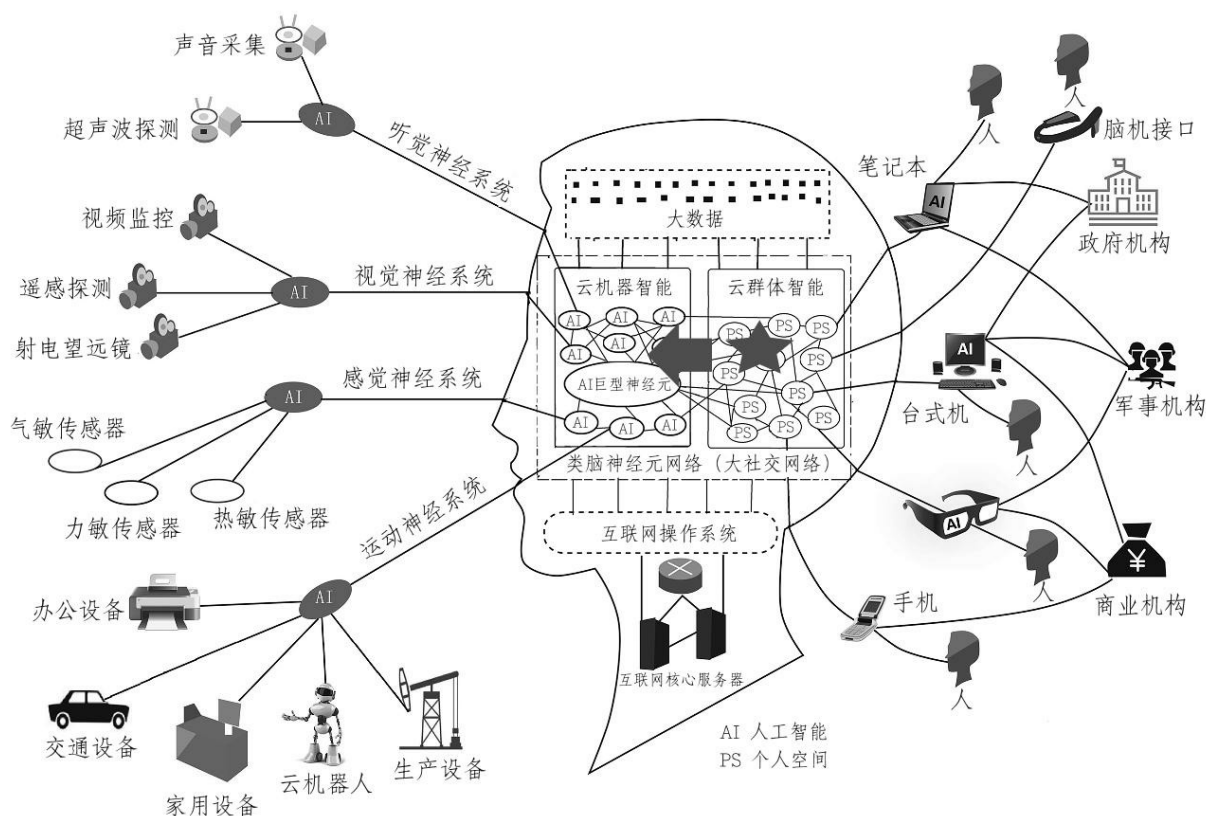 声音采集
AI
超声波探测
听觉神经系统
视频监控
遥感探测
AI
视觉神经系统
射电望远镜
AI
感觉神经系统
气敏传感器
力敏传感器
热敏传感器
运动神经系统
办公设备
AI
交通设备
家用设备
云机器人
生产设备
大数据
云机器智能
云群体智能
AI
AI
AI
AI
AI
AI巨型神经元
AI
AI
AI
PS
PS
PS
PS
PS
PS
PS
PS
PS
PS
类脑神经元网络（大社交网络）
互联网操作系统
互联网核心服务器
AI 人工智能
PS 个人空间
人
人
脑机接口
笔记本
AI
政府机构
AI
台式机
人
军事机构
AI
人
商业机构
手机
人